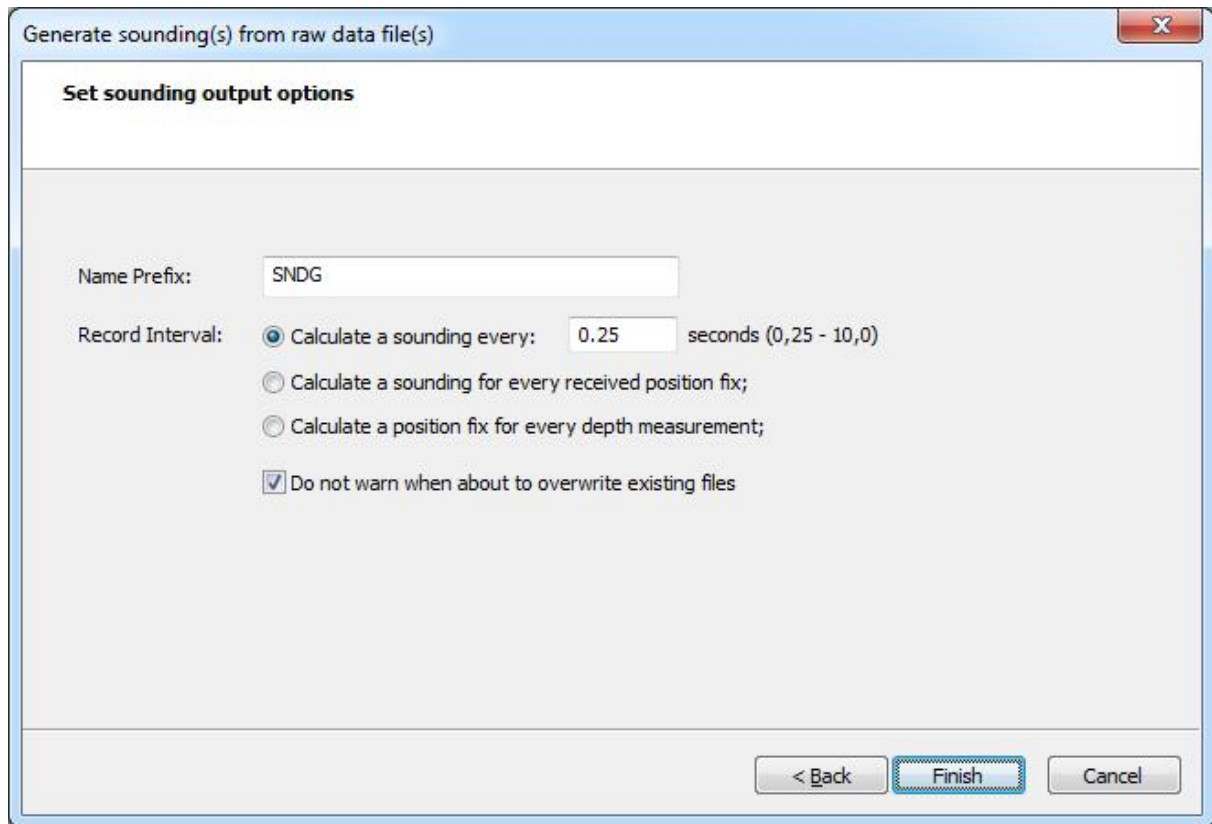 Generate sounding(s) from raw data file(s)
Set sounding output options
Name Prefix: SNDG
Record Interval: Calculate a sounding every: 0.25 seconds (0,25 - 10,0)
Calculate a sounding for every received position fix;
Calculate a position fix for every depth measurement;
Do not warn when about to overwrite existing files
< Back Finish Cancel